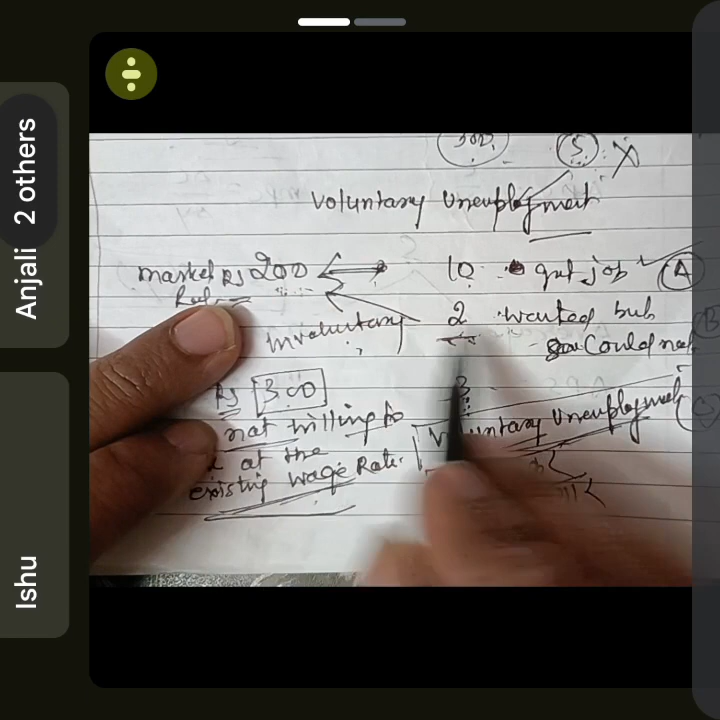 Anjali 2 others
Ishu
S X
Voluntary Unemployment
market Rs 200 10 got job A
Involuntary 2 wanted but
Could not
Rs 300 3
not willing to Voluntary Unemployment
at the
existing wage Rate.